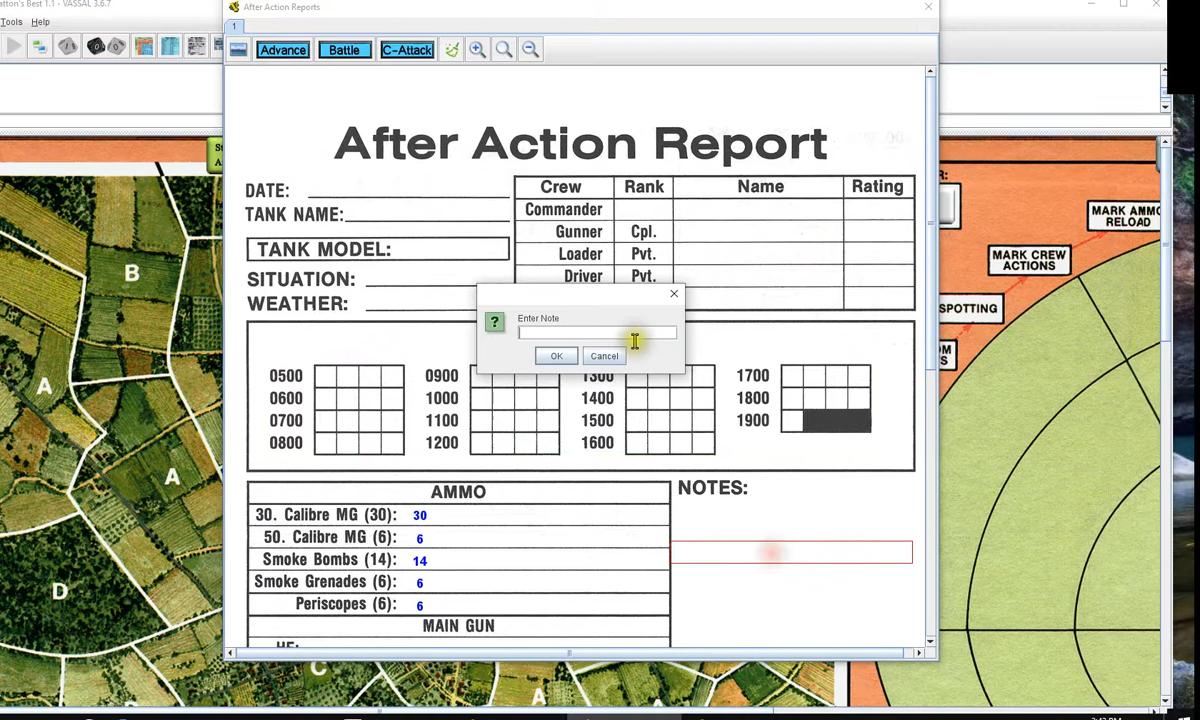 atton's Best 1.1 - VASSAL 3.6.7
Tools Help
After Action Reports
1
Advance Battle C-Attack
After Action Report
DATE:
TANK NAME:
TANK MODEL:
SITUATION:
WEATHER:
Crew Rank Name Rating
Commander
Gunner Cpl.
Loader Pvt.
Driver Pvt.
Enter Note
?
OK Cancel
0500 0900 1300 1700
0600 1000 1400 1800
0700 1100 1500 1900
0800 1200 1600
AMMO
30. Calibre MG (30): 30
50. Calibre MG (6): 6
Smoke Bombs (14): 14
Smoke Grenades (6): 6
Periscopes (6): 6
MAIN GUN
HE:
NOTES:
MARK AMMO
RELOAD
MARK CREW
ACTIONS
SPOTTING
B
A
A
D
C
A
A